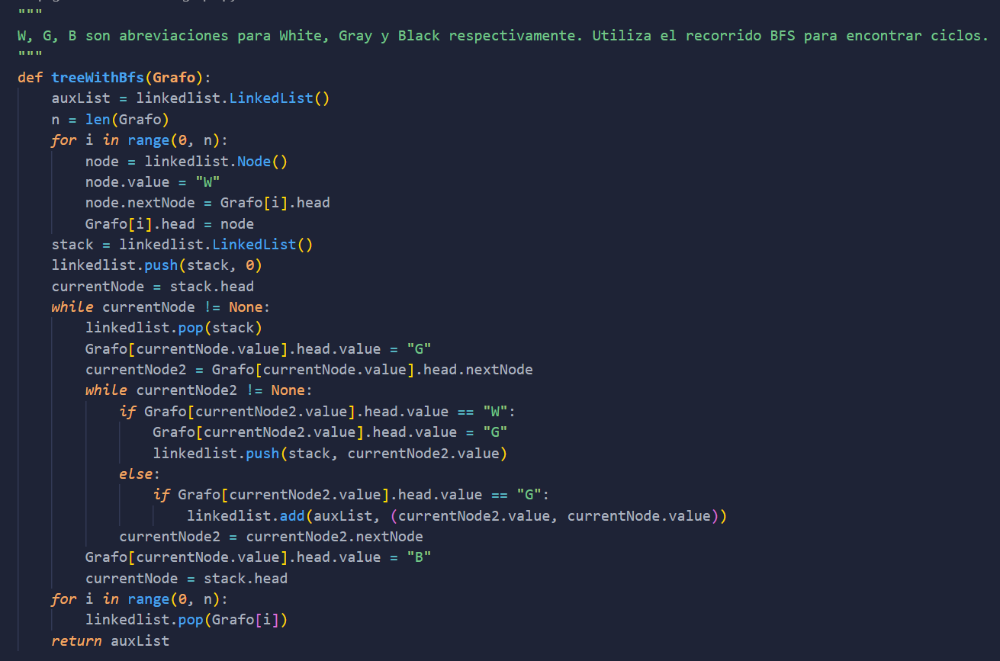 """
W, G, B son abreviaciones para White, Gray y Black respectivamente. Utiliza el recorrido BFS para encontrar ciclos.
"""
def treeWithBfs(Grafo):
    auxList = linkedlist.LinkedList()
    n = len(Grafo)
    for i in range(0, n):
        node = linkedlist.Node()
        node.value = "W"
        node.nextNode = Grafo[i].head
        Grafo[i].head = node
    stack = linkedlist.LinkedList()
    linkedlist.push(stack, 0)
    currentNode = stack.head
    while currentNode != None:
        linkedlist.pop(stack)
        Grafo[currentNode.value].head.value = "G"
        currentNode2 = Grafo[currentNode.value].head.nextNode
        while currentNode2 != None:
            if Grafo[currentNode2.value].head.value == "W":
                Grafo[currentNode2.value].head.value = "G"
                linkedlist.push(stack, currentNode2.value)
            else:
                if Grafo[currentNode2.value].head.value == "G":
                    linkedlist.add(auxList, (currentNode2.value, currentNode.value))
            currentNode2 = currentNode2.nextNode
        Grafo[currentNode.value].head.value = "B"
        currentNode = stack.head
    for i in range(0, n):
        linkedlist.pop(Grafo[i])
    return auxList